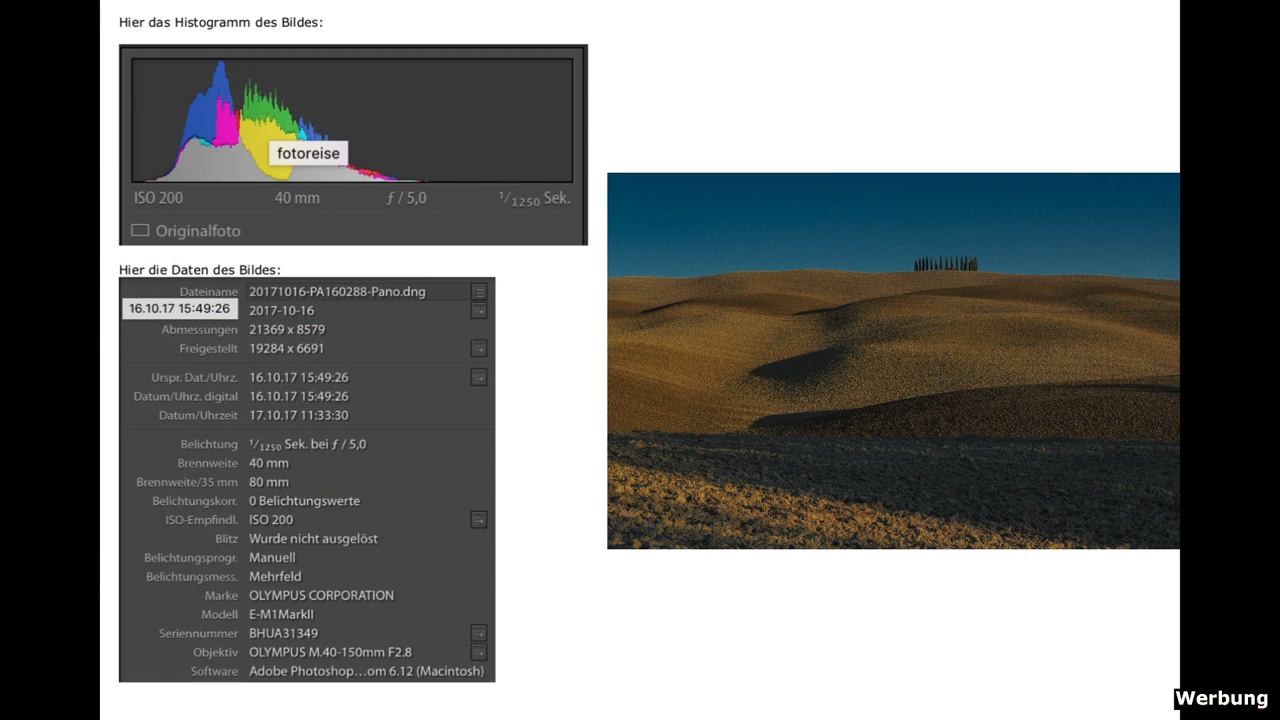 Hier das Histogramm des Bildes:
fotoreise
ISO 200 40 mm ƒ / 5,0 1/1250 Sek.
Originalfoto
Hier die Daten des Bildes:
Dateiname 20171016-PA160288-Pano.dng
16.10.17 15:49:26 2017-10-16
Abmessungen 21369 x 8579
Freigestellt 19284 x 6691
Urspr. Dat./Uhrz. 16.10.17 15:49:26
Datum/Uhrz. digital 16.10.17 15:49:26
Datum/Uhrzeit 17.10.17 11:33:30
Belichtung 1/1250 Sek. bei ƒ / 5,0
Brennweite 40 mm
Brennweite/35 mm 80 mm
Belichtungskorr. 0 Belichtungswerte
ISO-Empfindl. ISO 200
Blitz Wurde nicht ausgelöst
Belichtungsprogr. Manuell
Belichtungsmess. Mehrfeld
Marke OLYMPUS CORPORATION
Modell E-M1MarkII
Seriennummer BHUA31349
Objektiv OLYMPUS M.40-150mm F2.8
Software Adobe Photoshop…om 6.12 (Macintosh)
Werbung